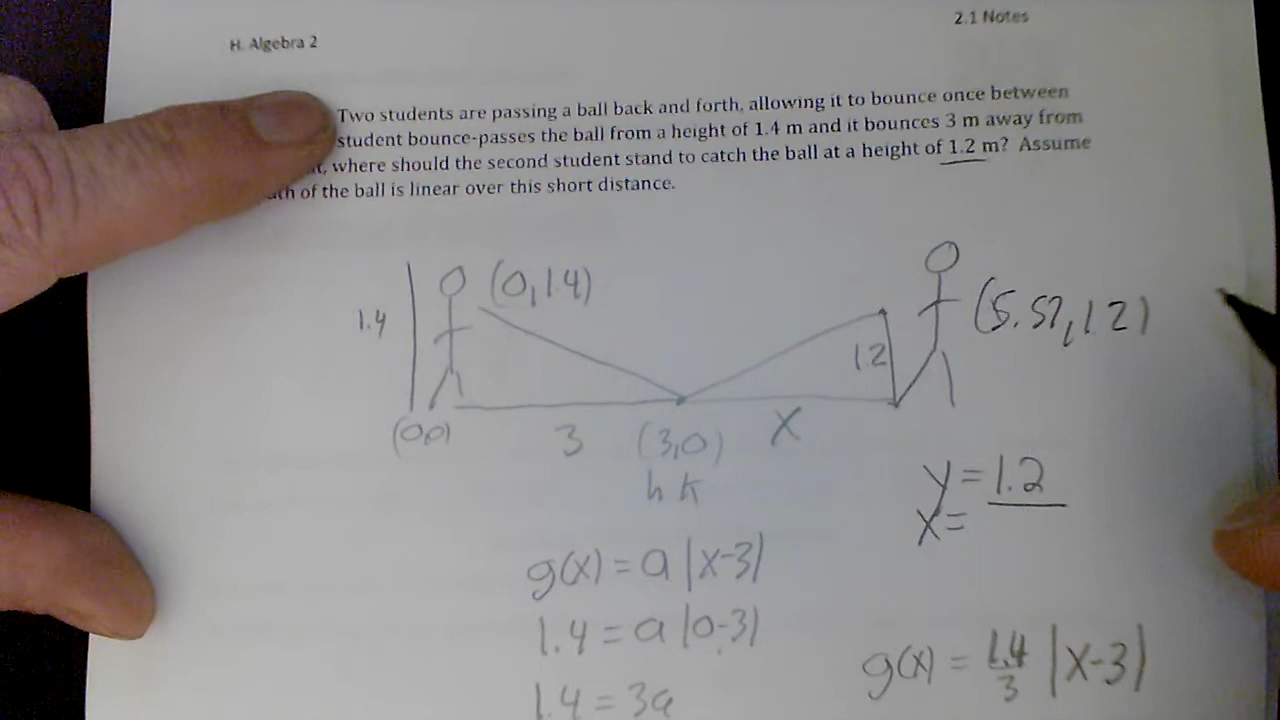 2.1 Notes
H. Algebra 2
Two students are passing a ball back and forth, allowing it to bounce once between
student bounce-passes the ball from a height of 1.4 m and it bounces 3 m away from
where should the second student stand to catch the ball at a height of 1.2 m? Assume
of the ball is linear over this short distance.
(0,1.4)
1.4
1.2
(5.57,1.2)
(0,0)
3
(3,0)
X
h k
y = 1.2
x =
g(x) = a |x-3|
1.4 = a |0-3|
g(x) = 1.4/3 |x-3|
1.4 = 3a